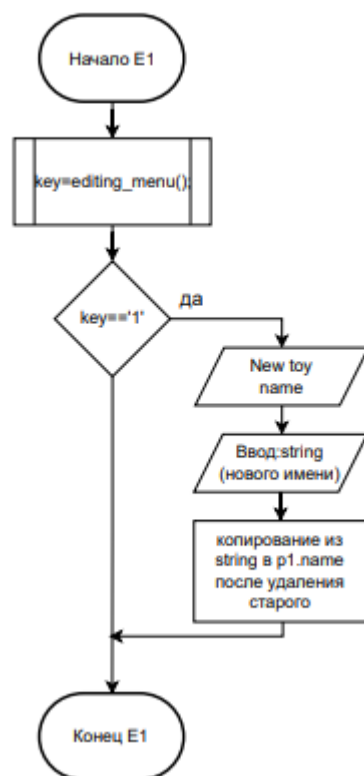 Начало E1
key=editing_menu();
key=='1'
да
New toy
name
Ввод:string
(нового имени)
копирование из
string в p1.name
после удаления
старого
Конец E1